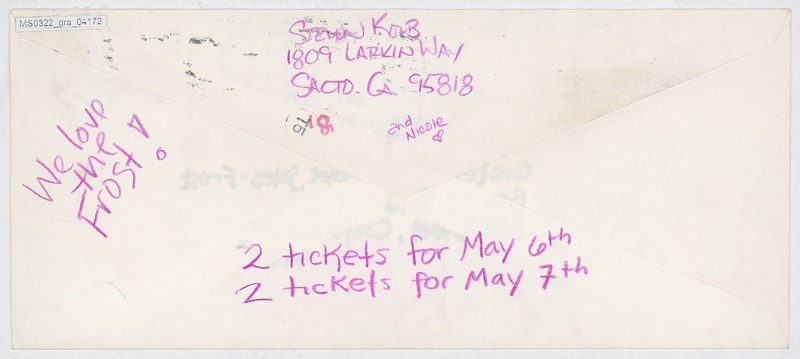 MS0322_gra_04172
Steven Kolb
1809 Larkin Way
Sacto. Ca 95818
and
Nicole
We love
the
Frost!
2 tickets for May 6th
2 tickets for May 7th